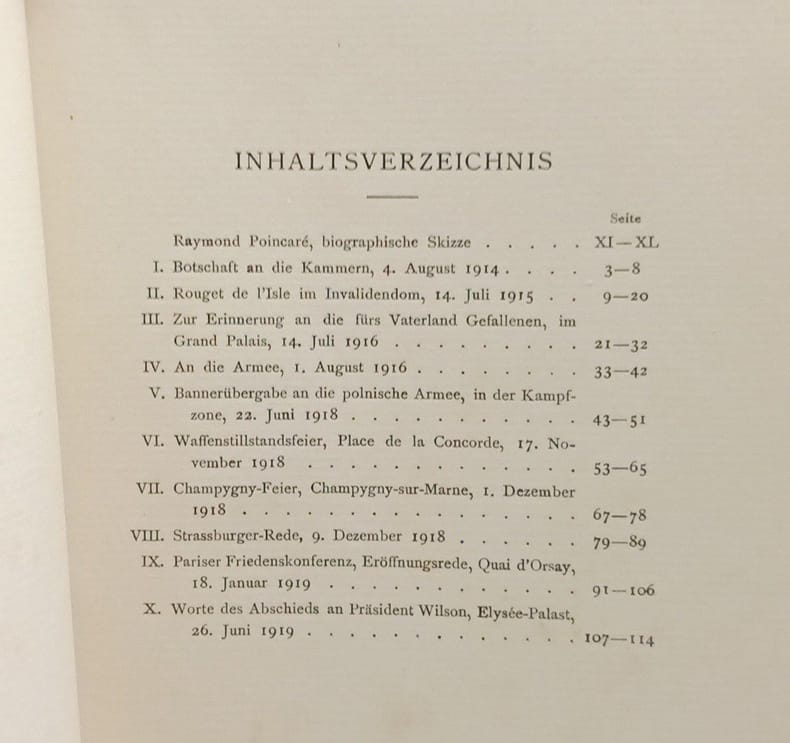 INHALTSVERZEICHNIS
Seite
Raymond Poincaré, biographische Skizze . . . . . XI—XL
I. Botschaft an die Kammern, 4. August 1914 . . . . 3—8
II. Rouget de l'Isle im Invalidendom, 14. Juli 1915 . . 9—20
III. Zur Erinnerung an die fürs Vaterland Gefallenen, im
Grand Palais, 14. Juli 1916 . . . . . . . . . 21—32
IV. An die Armee, 1. August 1916 . . . . . . . . 33—42
V. Bannerübergabe an die polnische Armee, in der Kampf-
zone, 22. Juni 1918 . . . . . . . . . . . 43—51
VI. Waffenstillstandsfeier, Place de la Concorde, 17. No-
vember 1918 . . . . . . . . . . . . . 53—65
VII. Champygny-Feier, Champygny-sur-Marne, 1. Dezember
1918 . . . . . . . . . . . . . . . . 67—78
VIII. Strassburger-Rede, 9. Dezember 1918 . . . . . . 79—89
IX. Pariser Friedenskonferenz, Eröffnungsrede, Quai d'Orsay,
18. Januar 1919 . . . . . . . . . . . . 91—106
X. Worte des Abschieds an Präsident Wilson, Elysée-Palast,
26. Juni 1919 . . . . . . . . . . . . . 107—114